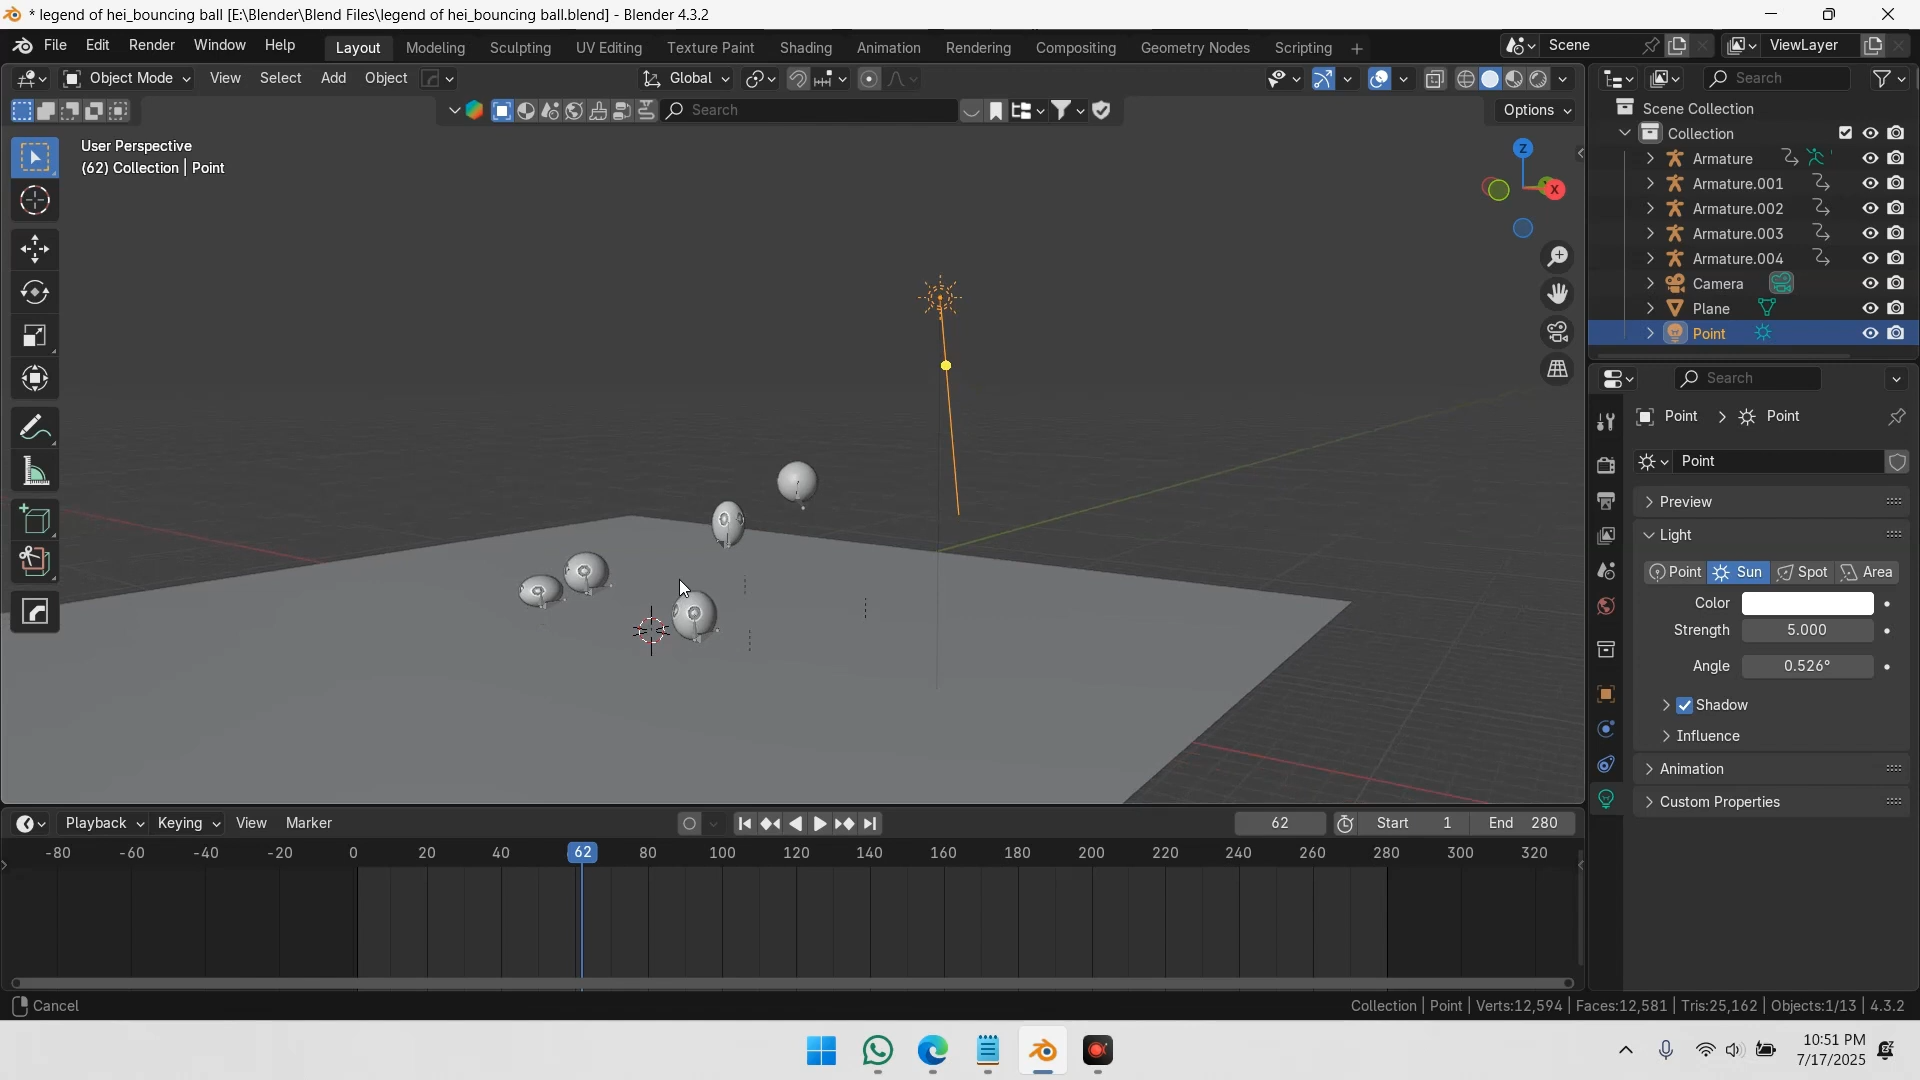 * legend of hei_bouncing ball [E:\Blender\Blend Files\legend of hei_bouncing ball.blend] - Blender 4.3.2
File Edit Render Window Help Layout Modeling Sculpting UV Editing Texture Paint Shading Animation Rendering Compositing Geometry Nodes Scripting + Scene ViewLayer
Object Mode View Select Add Object Global Search
Search Options
User Perspective
(62) Collection | Point
Z
X
Scene Collection
Collection
Armature
Armature.001
Armature.002
Armature.003
Armature.004
Camera
Plane
Point
Search
Point > Point
Point
Preview
Light
Point Sun Spot Area
Color
Strength 5.000
Angle 0.526°
Shadow
Influence
Animation
Custom Properties
Playback Keying View Marker 62 Start 1 End 280
-80 -60 -40 -20 0 20 40 62 80 100 120 140 160 180 200 220 240 260 280 300 320
Cancel Collection | Point | Verts:12,594 | Faces:12,581 | Tris:25,162 | Objects:1/13 | 4.3.2
10:51 PM
7/17/2025